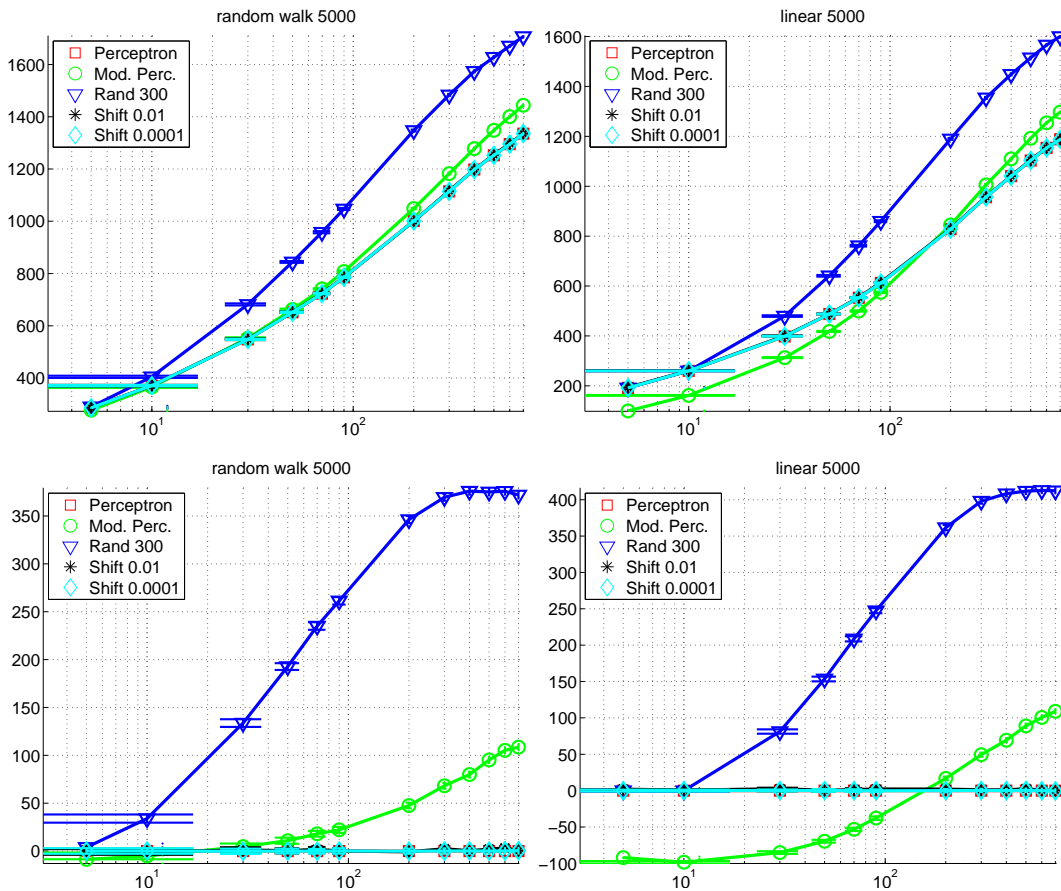 random walk 5000
1600
1400
1200
1000
800
600
400
Perceptron
Mod. Perc.
Rand 300
Shift 0.01
Shift 0.0001
10^1
10^2
linear 5000
1600
1400
1200
1000
800
600
400
200
Perceptron
Mod. Perc.
Rand 300
Shift 0.01
Shift 0.0001
10^1
10^2
random walk 5000
350
300
250
200
150
100
50
0
Perceptron
Mod. Perc.
Rand 300
Shift 0.01
Shift 0.0001
10^1
10^2
linear 5000
400
350
300
250
200
150
100
50
0
−50
−100
Perceptron
Mod. Perc.
Rand 300
Shift 0.01
Shift 0.0001
10^1
10^2